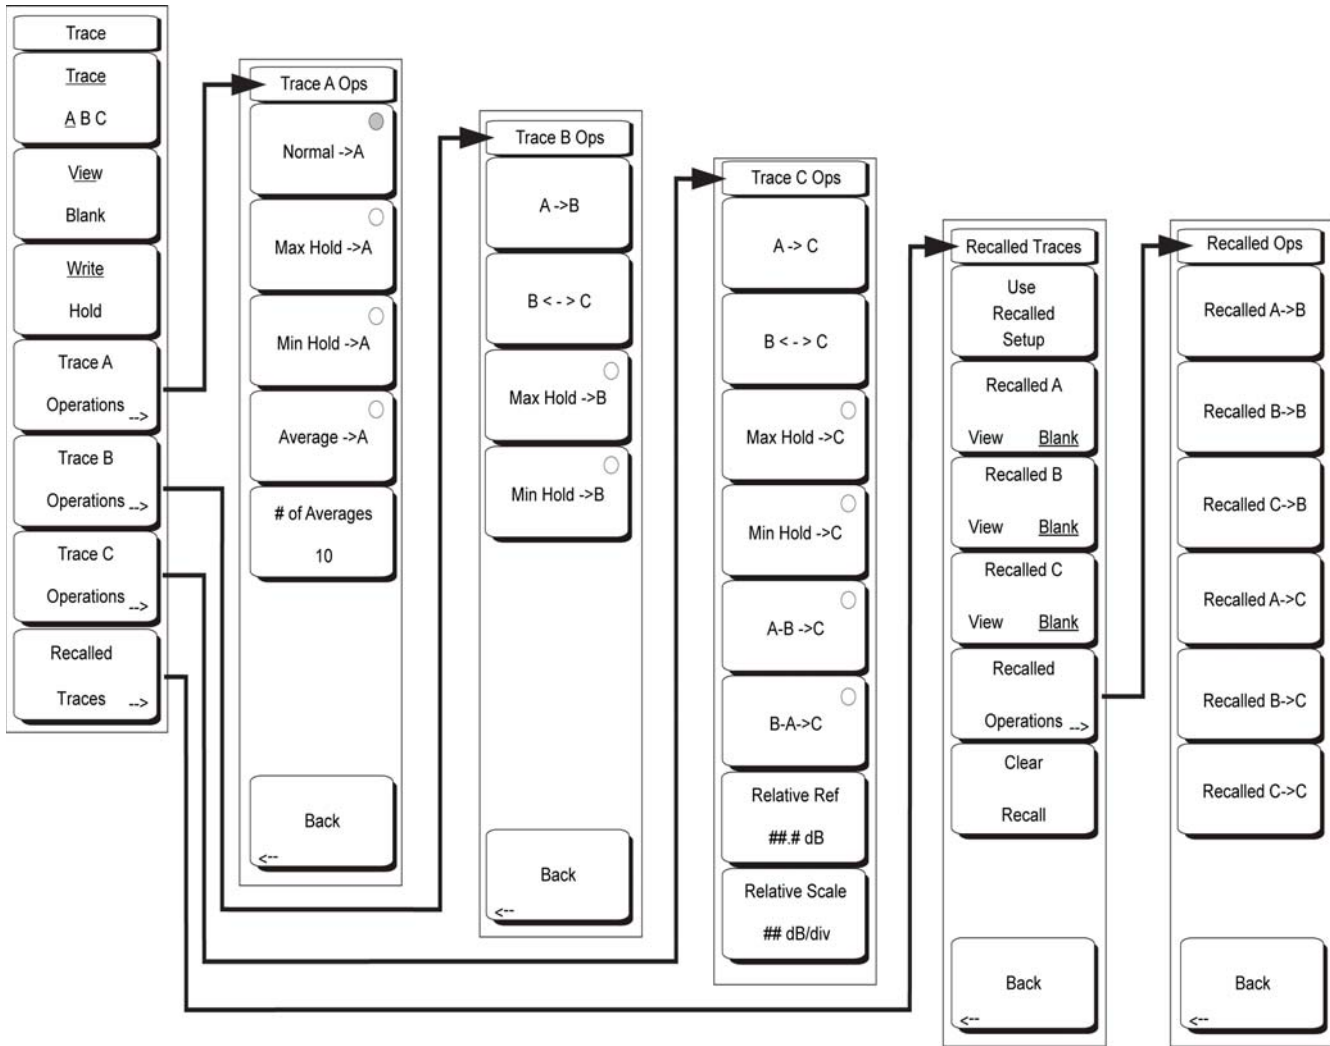 Trace
Trace
A B C
View
Blank
Write
Hold
Trace A
Operations -->
Trace B
Operations -->
Trace C
Operations -->
Recalled
Traces -->
Trace A Ops
Normal ->A
Max Hold ->A
Min Hold ->A
Average ->A
# of Averages
10
Back
<--
Trace B Ops
A ->B
B < - > C
Max Hold ->B
Min Hold ->B
Back
<--
Trace C Ops
A -> C
B < - > C
Max Hold ->C
Min Hold ->C
A-B ->C
B-A->C
Relative Ref
##.# dB
Relative Scale
## dB/div
Recalled Traces
Use
Recalled
Setup
Recalled A
View Blank
Recalled B
View Blank
Recalled C
View Blank
Recalled
Operations -->
Clear
Recall
Back
<--
Recalled Ops
Recalled A->B
Recalled B->B
Recalled C->B
Recalled A->C
Recalled B->C
Recalled C->C
Back
<--